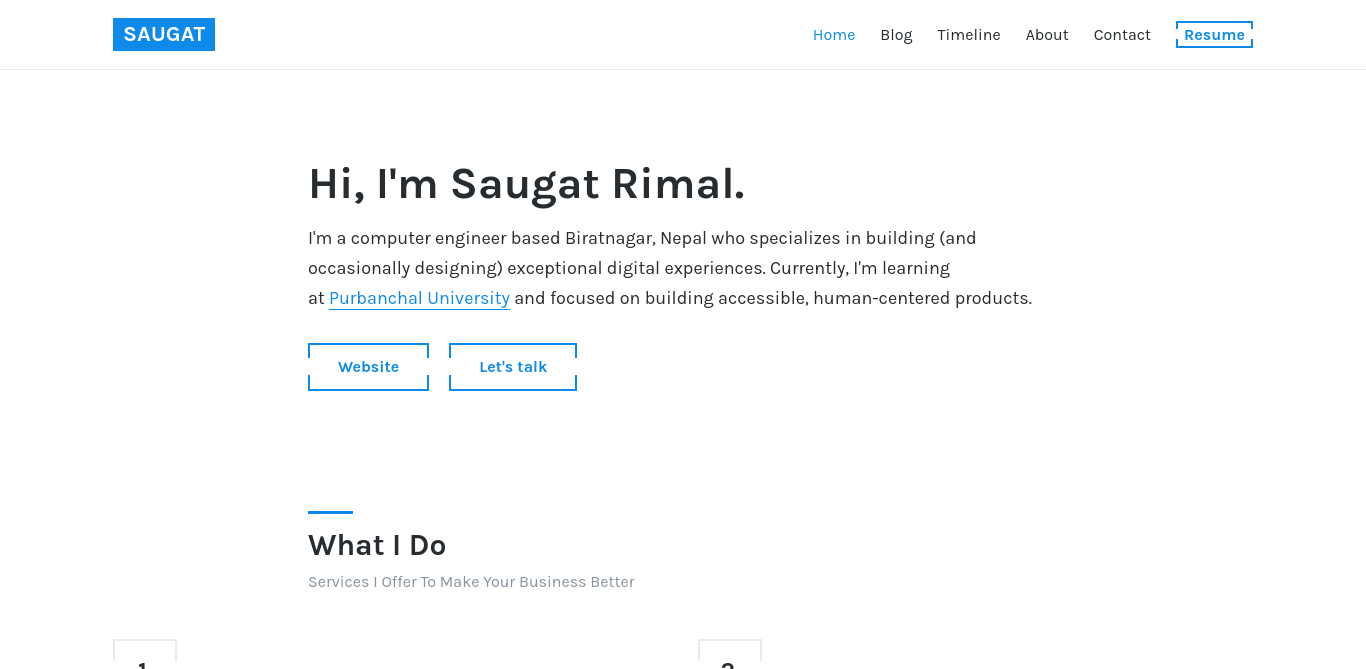 SAUGAT
Home Blog Timeline About Contact Resume
Hi, I'm Saugat Rimal.
I'm a computer engineer based Biratnagar, Nepal who specializes in building (and
occasionally designing) exceptional digital experiences. Currently, I'm learning
at Purbanchal University and focused on building accessible, human-centered products.
Website Let's talk
What I Do
Services I Offer To Make Your Business Better
1 2